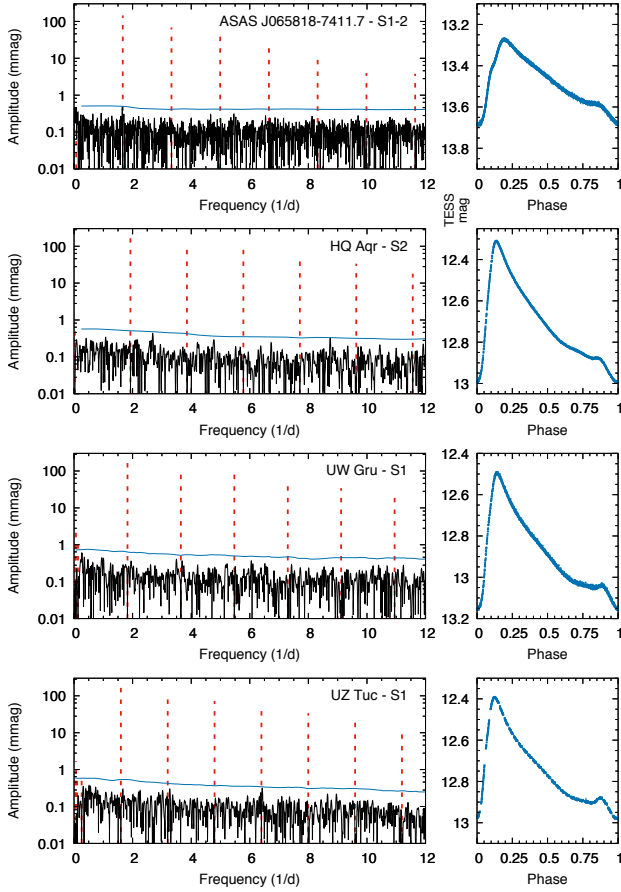 ASAS J065818-7411.7 - S1-2
Amplitude (mmag)
100
10
1
0.1
0.01
0 2 4 6 8 10 12
Frequency (1/d)
13.2
13.4
13.6
13.8
0 0.25 0.5 0.75 1
Phase
TESS
mag
HQ Aqr - S2
Amplitude (mmag)
100
10
1
0.1
0.01
0 2 4 6 8 10 12
Frequency (1/d)
12.4
12.6
12.8
13
0 0.25 0.5 0.75 1
Phase
UW Gru - S1
Amplitude (mmag)
100
10
1
0.1
0.01
0 2 4 6 8 10 12
Frequency (1/d)
12.4
12.6
12.8
13
13.2
0 0.25 0.5 0.75 1
Phase
UZ Tuc - S1
Amplitude (mmag)
100
10
1
0.1
0.01
0 2 4 6 8 10 12
Frequency (1/d)
12.4
12.6
12.8
13
0 0.25 0.5 0.75 1
Phase